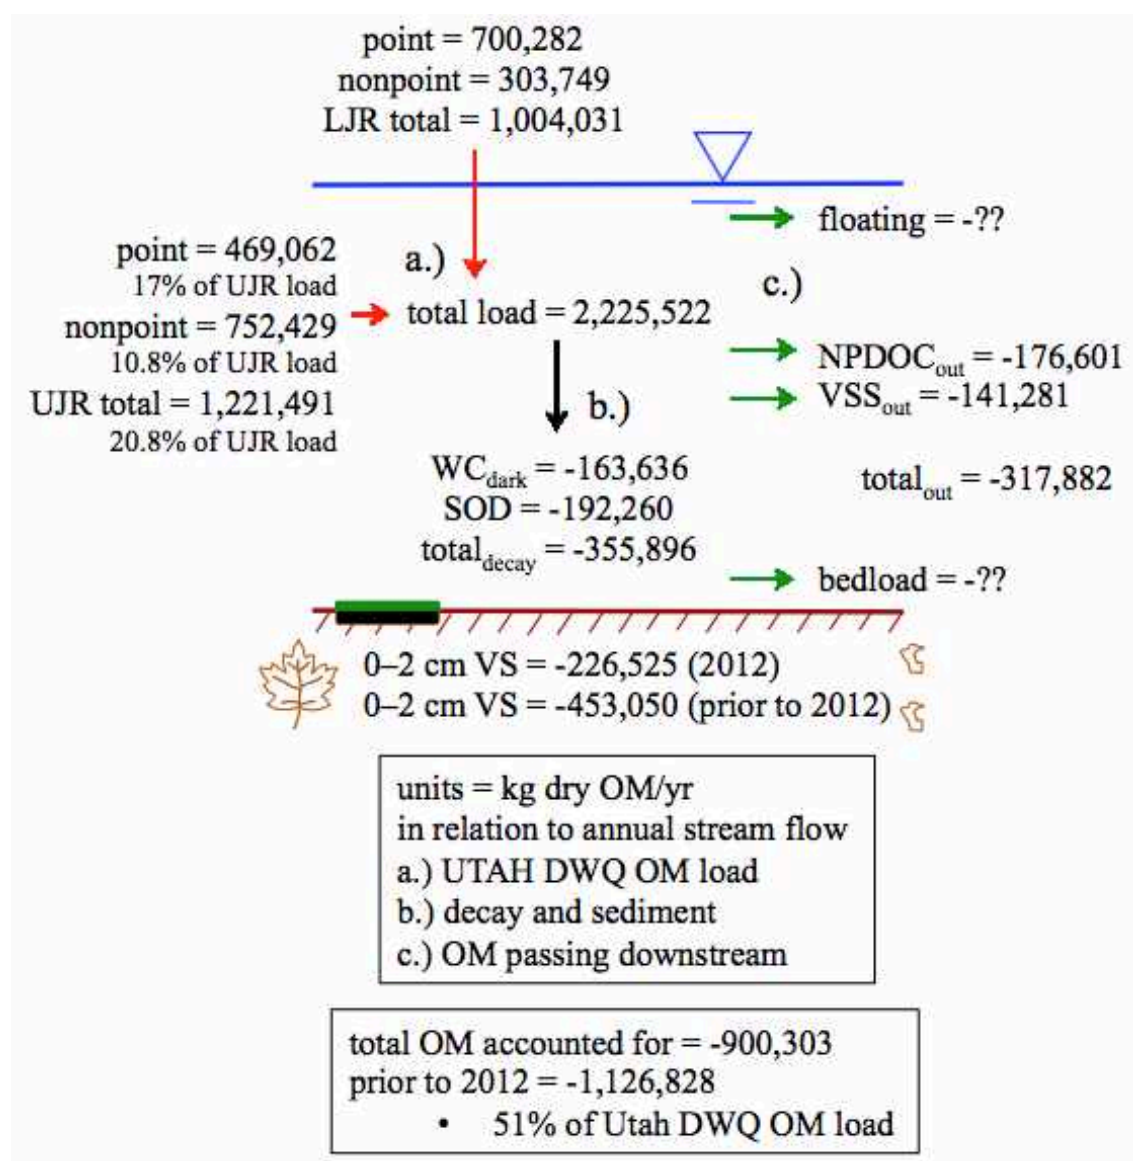 point = 700,282
nonpoint = 303,749
LJR total = 1,004,031
floating = -??
point = 469,062
17% of UJR load
nonpoint = 752,429
10.8% of UJR load
UJR total = 1,221,491
20.8% of UJR load
a.)
total load = 2,225,522
c.)
NPDOCout = -176,601
VSSout = -141,281
totalout = -317,882
b.)
WCdark = -163,636
SOD = -192,260
totaldecay = -355,896
bedload = -??
0–2 cm VS = -226,525 (2012)
0–2 cm VS = -453,050 (prior to 2012)
units = kg dry OM/yr
in relation to annual stream flow
a.) UTAH DWQ OM load
b.) decay and sediment
c.) OM passing downstream
total OM accounted for = -900,303
prior to 2012 = -1,126,828
• 51% of Utah DWQ OM load